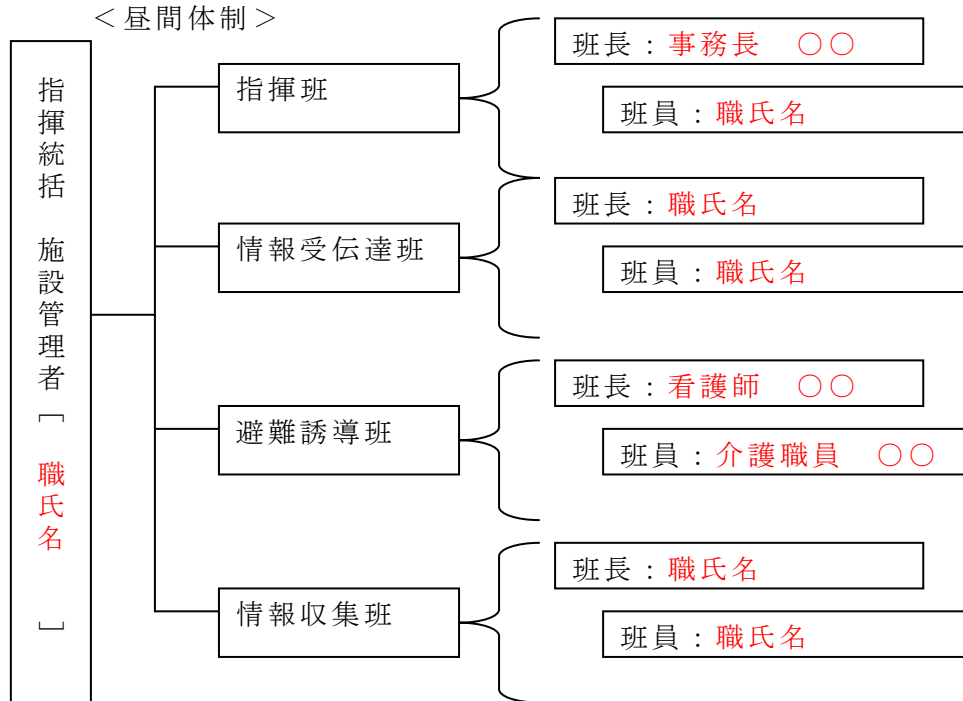 ＜昼間体制＞
指揮統括　施設管理者［　職氏名　　］
指揮班
班長：事務長　○○
班員：職氏名
情報受伝達班
班長：職氏名
班員：職氏名
避難誘導班
班長：看護師　○○
班員：介護職員　○○
情報収集班
班長：職氏名
班員：職氏名